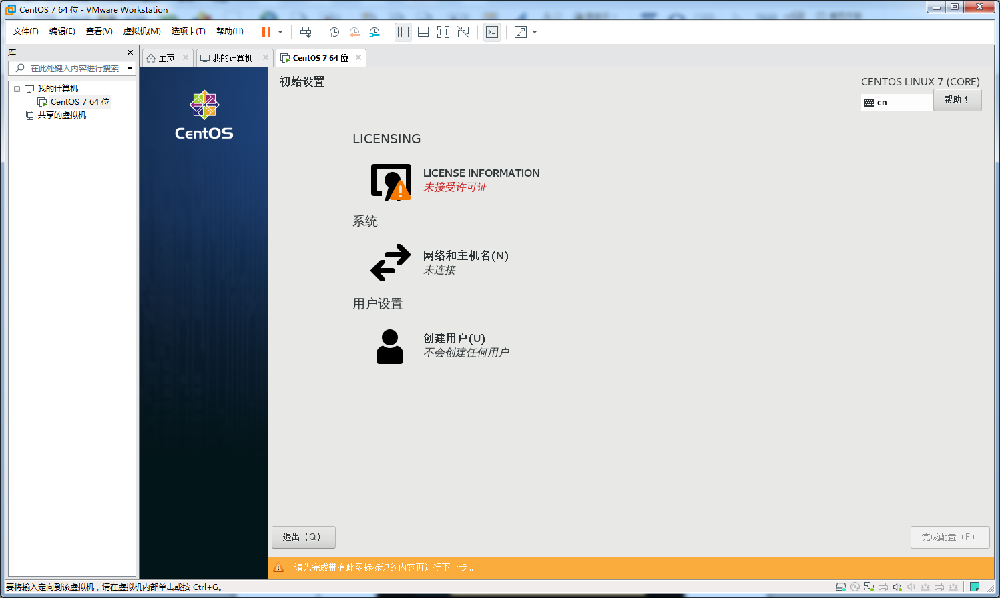 CentOS 7 64 位 - VMware Workstation
文件(F) 编辑(E) 查看(V) 虚拟机(M) 选项卡(T) 帮助(H)
库
在此处键入内容进行搜索
我的计算机
CentOS 7 64 位
共享的虚拟机
主页 我的计算机 CentOS 7 64 位
CentOS
初始设置
CENTOS LINUX 7 (CORE)
cn
帮助！
LICENSING
LICENSE INFORMATION
未接受许可证
系统
网络和主机名(N)
未连接
用户设置
创建用户(U)
不会创建任何用户
退出（Q）
完成配置（F）
请先完成带有此图标标记的内容再进行下一步。
要将输入定向到该虚拟机，请在虚拟机内部单击或按 Ctrl+G。